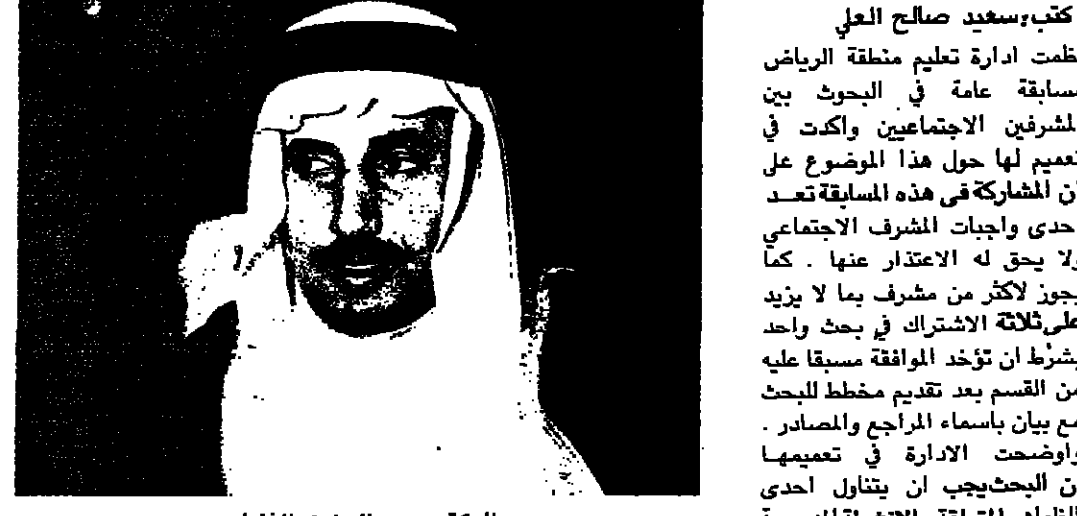 كتب: سعيد صالح العلي
نظمت ادارة تعليم منطقة الرياض
مسابقة عامة في البحوث بين
المشرفين الاجتماعيين واكدت في
تعميم لها حول هذا الموضوع على
ان المشاركة فى هذه المسابقة تعد
احدى واجبات المشرف الاجتماعي
ولا يحق له الاعتذار عنها . كما
يجوز لاكثر من مشرف بما لا يزيد
على ثلاثة الاشتراك في بحث واحد
بشرط ان تؤخد الموافقة مسبقا عليه
من القسم بعد تقديم مخطط للبحث
مع بيان باسماء المراجع والمصادر .
واوضحت الادارة في تعميمها
ان البحث يجب ان يتناول احدى